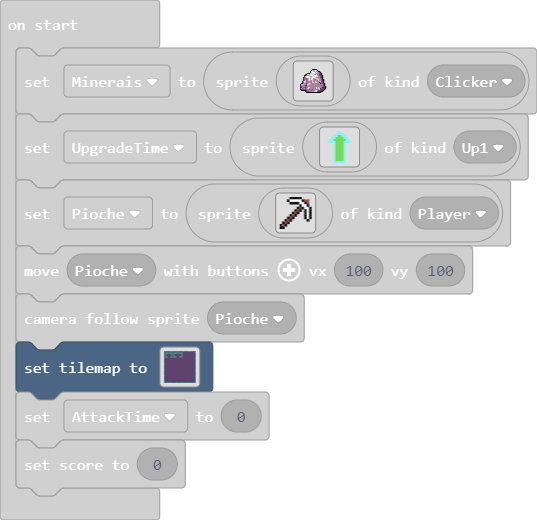 on start
set Minerais to sprite of kind Clicker
set UpgradeTime to sprite of kind Up1
set Pioche to sprite of kind Player
move Pioche with buttons vx 100 vy 100
camera follow sprite Pioche
set tilemap to
set AttackTime to 0
set score to 0